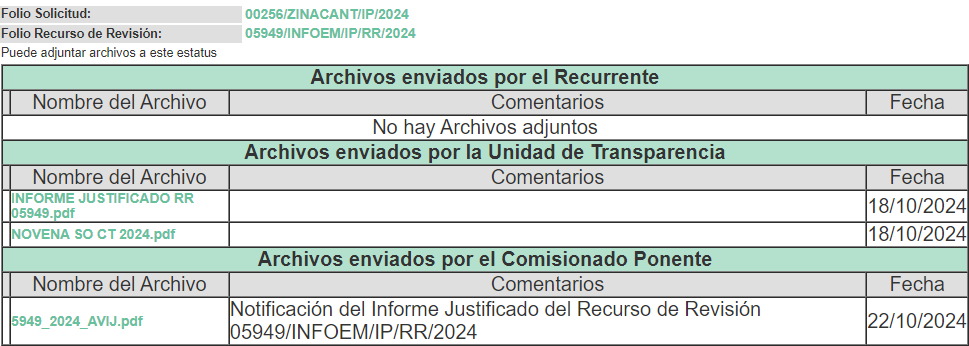 Folio Solicitud: 00256/ZINACANT/IP/2024
Folio Recurso de Revisión: 05949/INFOEM/IP/RR/2024
Puede adjuntar archivos a este estatus
Archivos enviados por el Recurrente
Nombre del Archivo Comentarios Fecha
No hay Archivos adjuntos
Archivos enviados por la Unidad de Transparencia
Nombre del Archivo Comentarios Fecha
INFORME JUSTIFICADO RR
05949.pdf 18/10/2024
NOVENA SO CT 2024.pdf 18/10/2024
Archivos enviados por el Comisionado Ponente
Nombre del Archivo Comentarios Fecha
5949_2024_AVIJ.pdf Notificación del Informe Justificado del Recurso de Revisión
05949/INFOEM/IP/RR/2024 22/10/2024